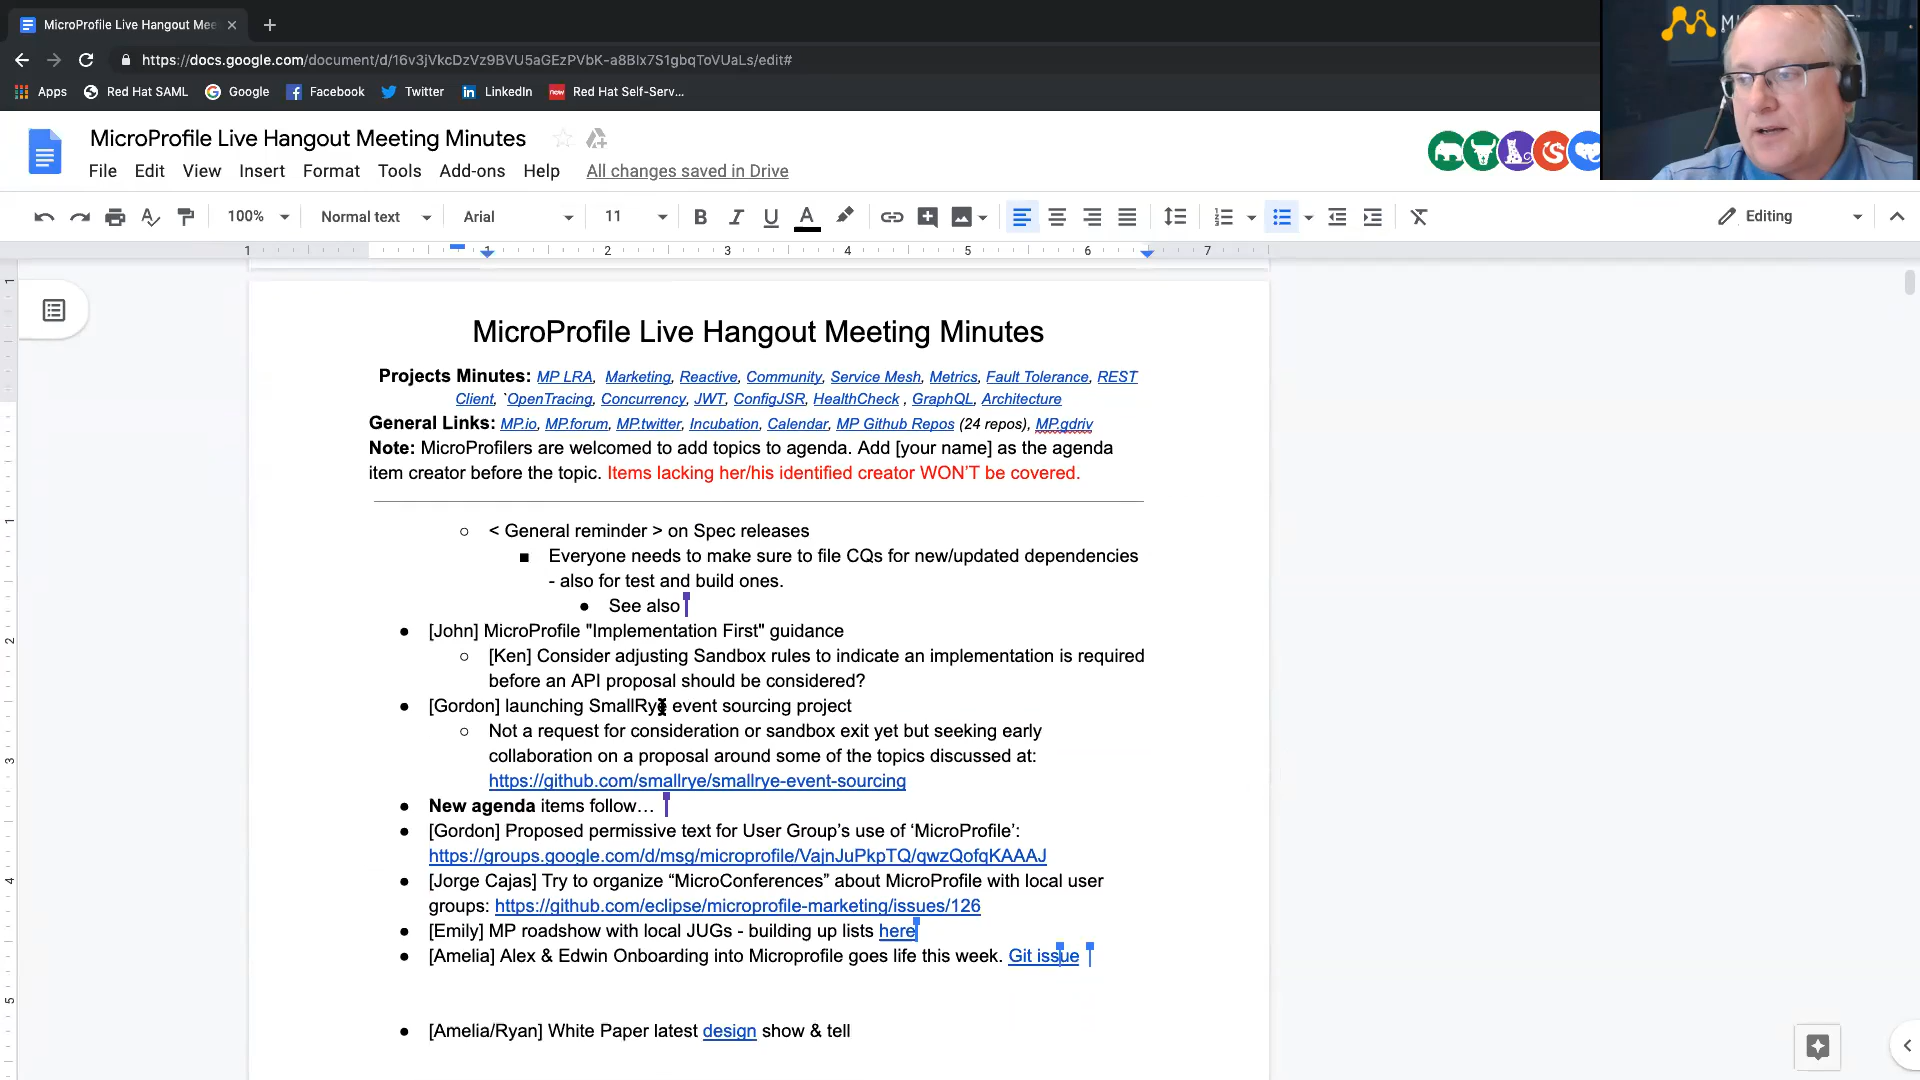 MicroProfile Live Hangout Mee
https://docs.google.com/document/d/16v3jVkcDzVz9BVU5aGEzPVbK-a8BIx7S1gbqToVUaLs/edit#
Apps Red Hat SAML Google Facebook Twitter LinkedIn Red Hat Self-Serv...
MicroProfile Live Hangout Meeting Minutes
File Edit View Insert Format Tools Add-ons Help All changes saved in Drive
100% Normal text Arial 11 Editing
1 1 2 3 4 5 6 7
MicroProfile Live Hangout Meeting Minutes
Projects Minutes: MP LRA, Marketing, Reactive, Community, Service Mesh, Metrics, Fault Tolerance, REST
Client, `OpenTracing, Concurrency, JWT, ConfigJSR, HealthCheck , GraphQL, Architecture
General Links: MP.io, MP.forum, MP.twitter, Incubation, Calendar, MP Github Repos (24 repos), MP.gdriv
Note: MicroProfilers are welcomed to add topics to agenda. Add [your name] as the agenda
item creator before the topic. Items lacking her/his identified creator WON'T be covered.
○ < General reminder > on Spec releases
■ Everyone needs to make sure to file CQs for new/updated dependencies
- also for test and build ones.
● See also
● [John] MicroProfile "Implementation First" guidance
○ [Ken] Consider adjusting Sandbox rules to indicate an implementation is required
before an API proposal should be considered?
● [Gordon] launching SmallRye event sourcing project
○ Not a request for consideration or sandbox exit yet but seeking early
collaboration on a proposal around some of the topics discussed at:
https://github.com/smallrye/smallrye-event-sourcing
● New agenda items follow…
● [Gordon] Proposed permissive text for User Group’s use of ‘MicroProfile’:
https://groups.google.com/d/msg/microprofile/VajnJuPkpTQ/qwzQofqKAAAJ
● [Jorge Cajas] Try to organize “MicroConferences” about MicroProfile with local user
groups: https://github.com/eclipse/microprofile-marketing/issues/126
● [Emily] MP roadshow with local JUGs - building up lists here
● [Amelia] Alex & Edwin Onboarding into Microprofile goes life this week. Git issue
● [Amelia/Ryan] White Paper latest design show & tell